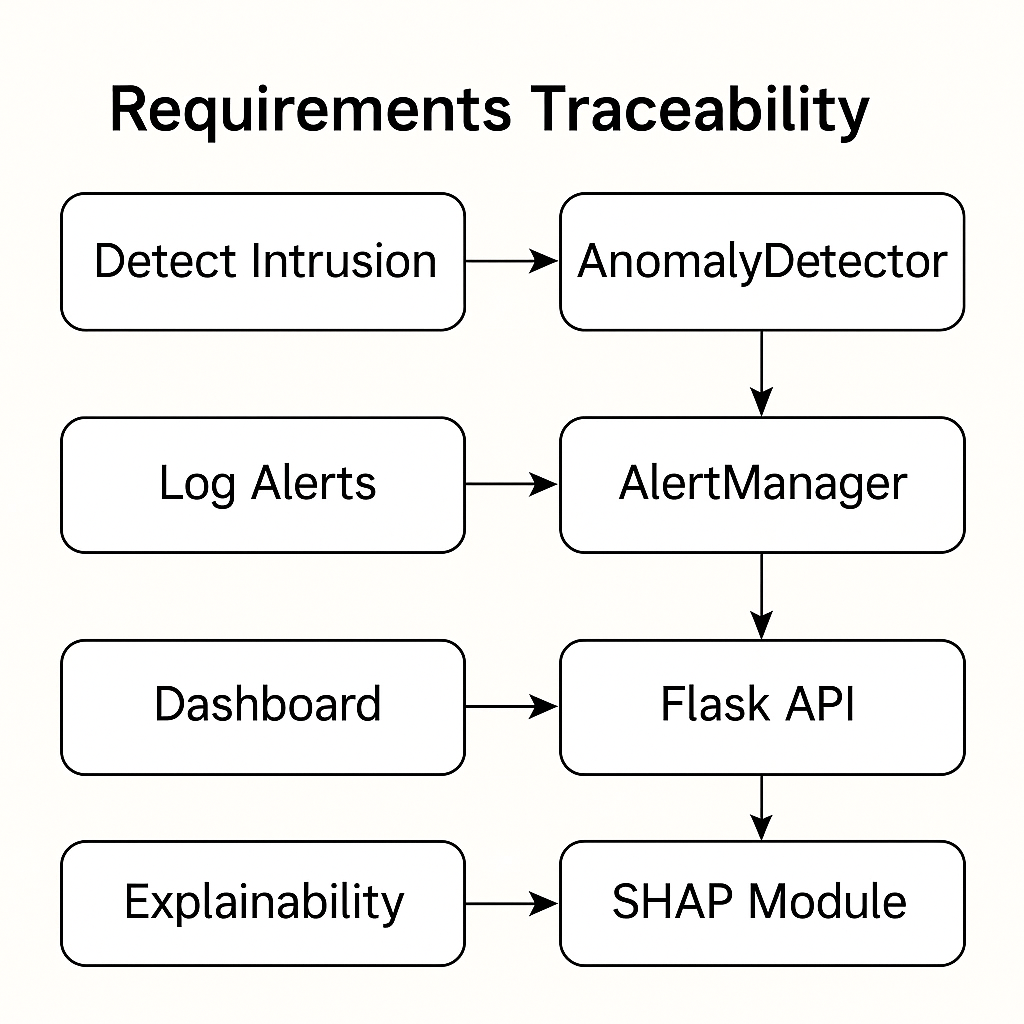 Requirements Traceability
Detect Intrusion
AnomalyDetector
Log Alerts
AlertManager
Dashboard
Flask API
Explainability
SHAP Module